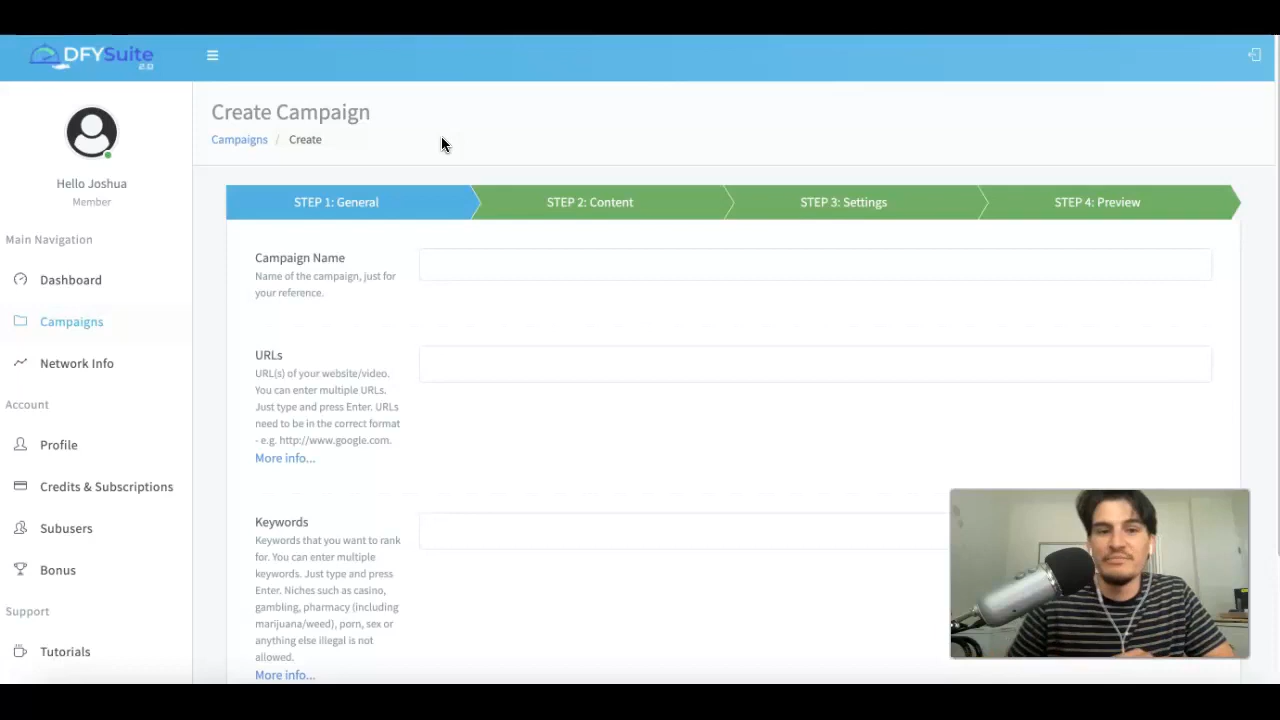 DFYSuite
2.0
Hello Joshua
Member
Main Navigation
Dashboard
Campaigns
Network Info
Account
Profile
Credits & Subscriptions
Subusers
Bonus
Support
Tutorials
Create Campaign
Campaigns / Create
STEP 1: General
STEP 2: Content
STEP 3: Settings
STEP 4: Preview
Campaign Name
Name of the campaign, just for
your reference.
URLs
URL(s) of your website/video.
You can enter multiple URLs.
Just type and press Enter. URLs
need to be in the correct format
- e.g. http://www.google.com.
More info...
Keywords
Keywords that you want to rank
for. You can enter multiple
keywords. Just type and press
Enter. Niches such as casino,
gambling, pharmacy (including
marijuana/weed), porn, sex or
anything else illegal is not
allowed.
More info...